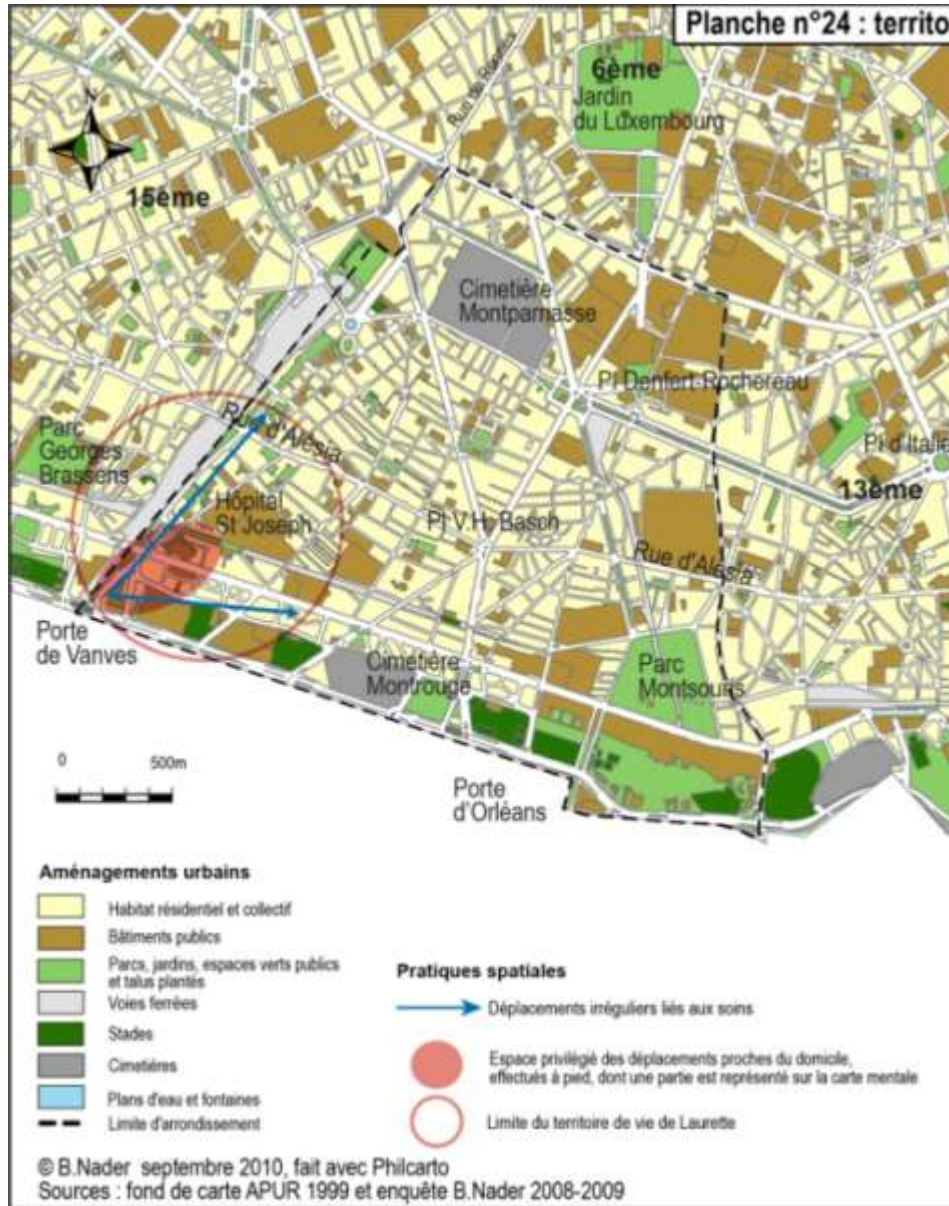 Planche n°24 : territo
6ème
Jardin
du Luxembourg
Rue de Rennes
N
15ème
Cimetière
Montparnasse
Pl Denfert-Rochereau
Parc
Georges
Brassens
Rue d'Alésia
Pl d'Italie
13ème
Hôpital
St Joseph
Pl V.H. Basch
Rue d'Alésia
Porte
de Vanves
Cimetière
Montrouge
Parc
Montsouris
0 500m
Porte
d'Orléans
Aménagements urbains
Habitat résidentiel et collectif
Bâtiments publics
Parcs, jardins, espaces verts publics
et talus plantés
Voies ferrées
Stades
Cimetières
Plans d'eau et fontaines
Limite d'arrondissement
Pratiques spatiales
Déplacements irréguliers liés aux soins
Espace privilégié des déplacements proches du domicile,
effectués à pied, dont une partie est représenté sur la carte mentale
Limite du territoire de vie de Laurette
© B.Nader septembre 2010, fait avec Philcarto
Sources : fond de carte APUR 1999 et enquête B.Nader 2008-2009